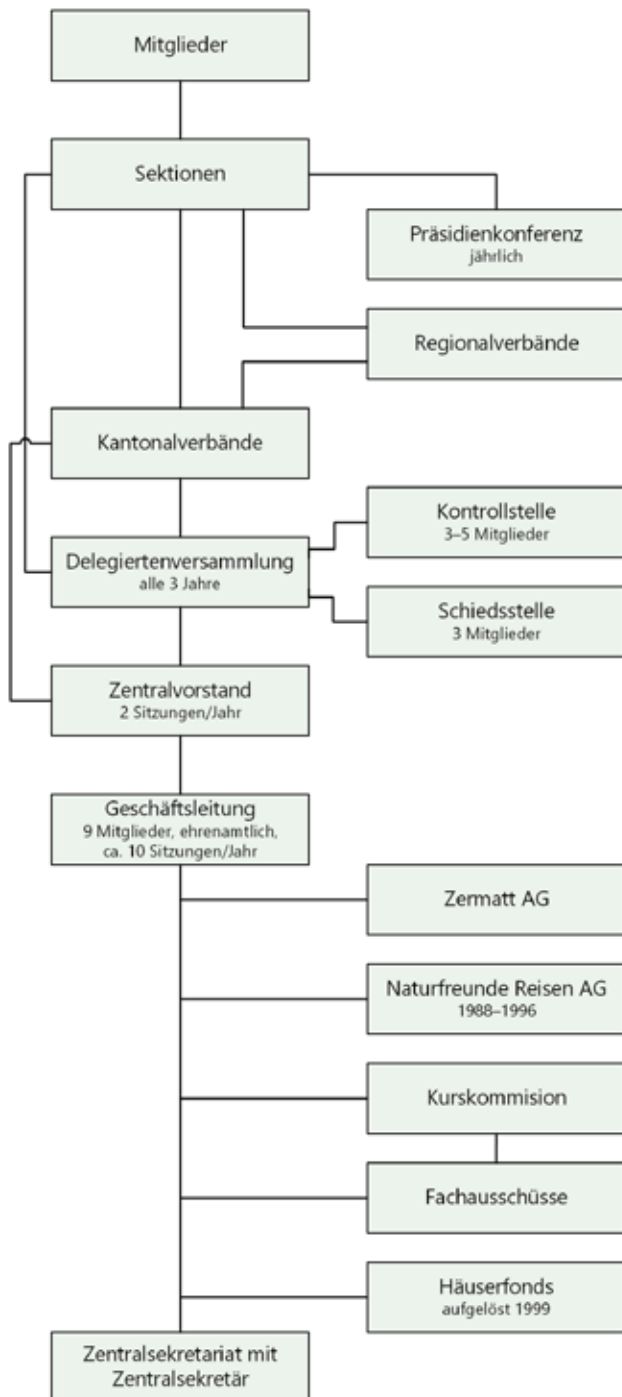 Mitglieder
Sektionen
Präsidienkonferenz
jährlich
Regionalverbände
Kantonalverbände
Kontrollstelle
3–5 Mitglieder
Delegiertenversammlung
alle 3 Jahre
Schiedsstelle
3 Mitglieder
Zentralvorstand
2 Sitzungen/Jahr
Geschäftsleitung
9 Mitglieder, ehrenamtlich,
ca. 10 Sitzungen/Jahr
Zermatt AG
Naturfreunde Reisen AG
1988–1996
Kurskommision
Fachausschüsse
Häuserfonds
aufgelöst 1999
Zentralsekretariat mit
Zentralsekretär